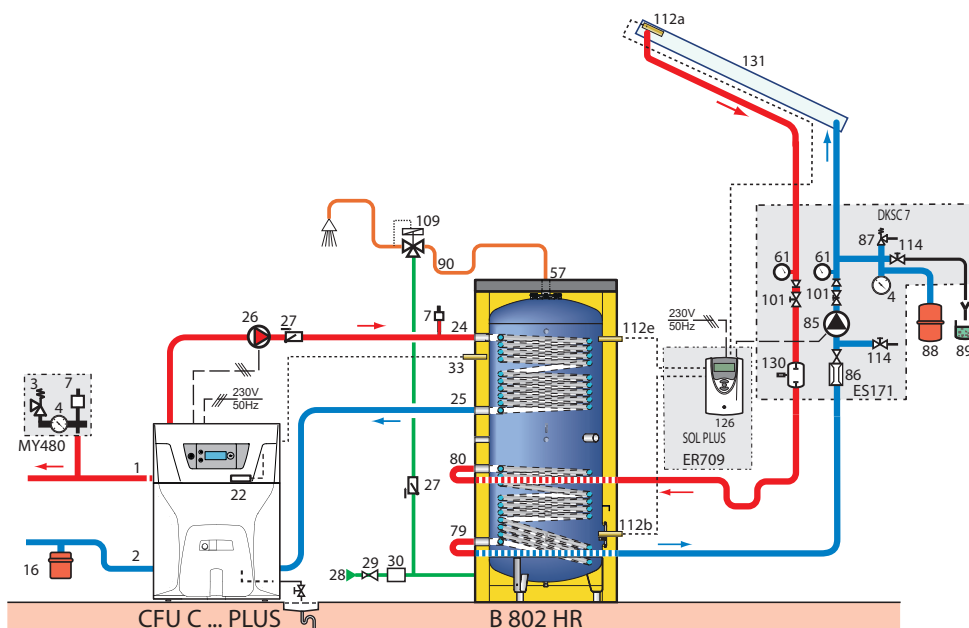 112a
131
DKSC 7
109
87
114
61
61
4
90
57
101
101
230V
50Hz
85
7
26
27
24
112e
88
89
114
33
130
86
ES171
3
7
4
230V
50Hz
25
126
MY480
SOL PLUS
ER709
1
22
80
27
79
112b
2
16
28
29
30
CFU C ... PLUS
B 802 HR